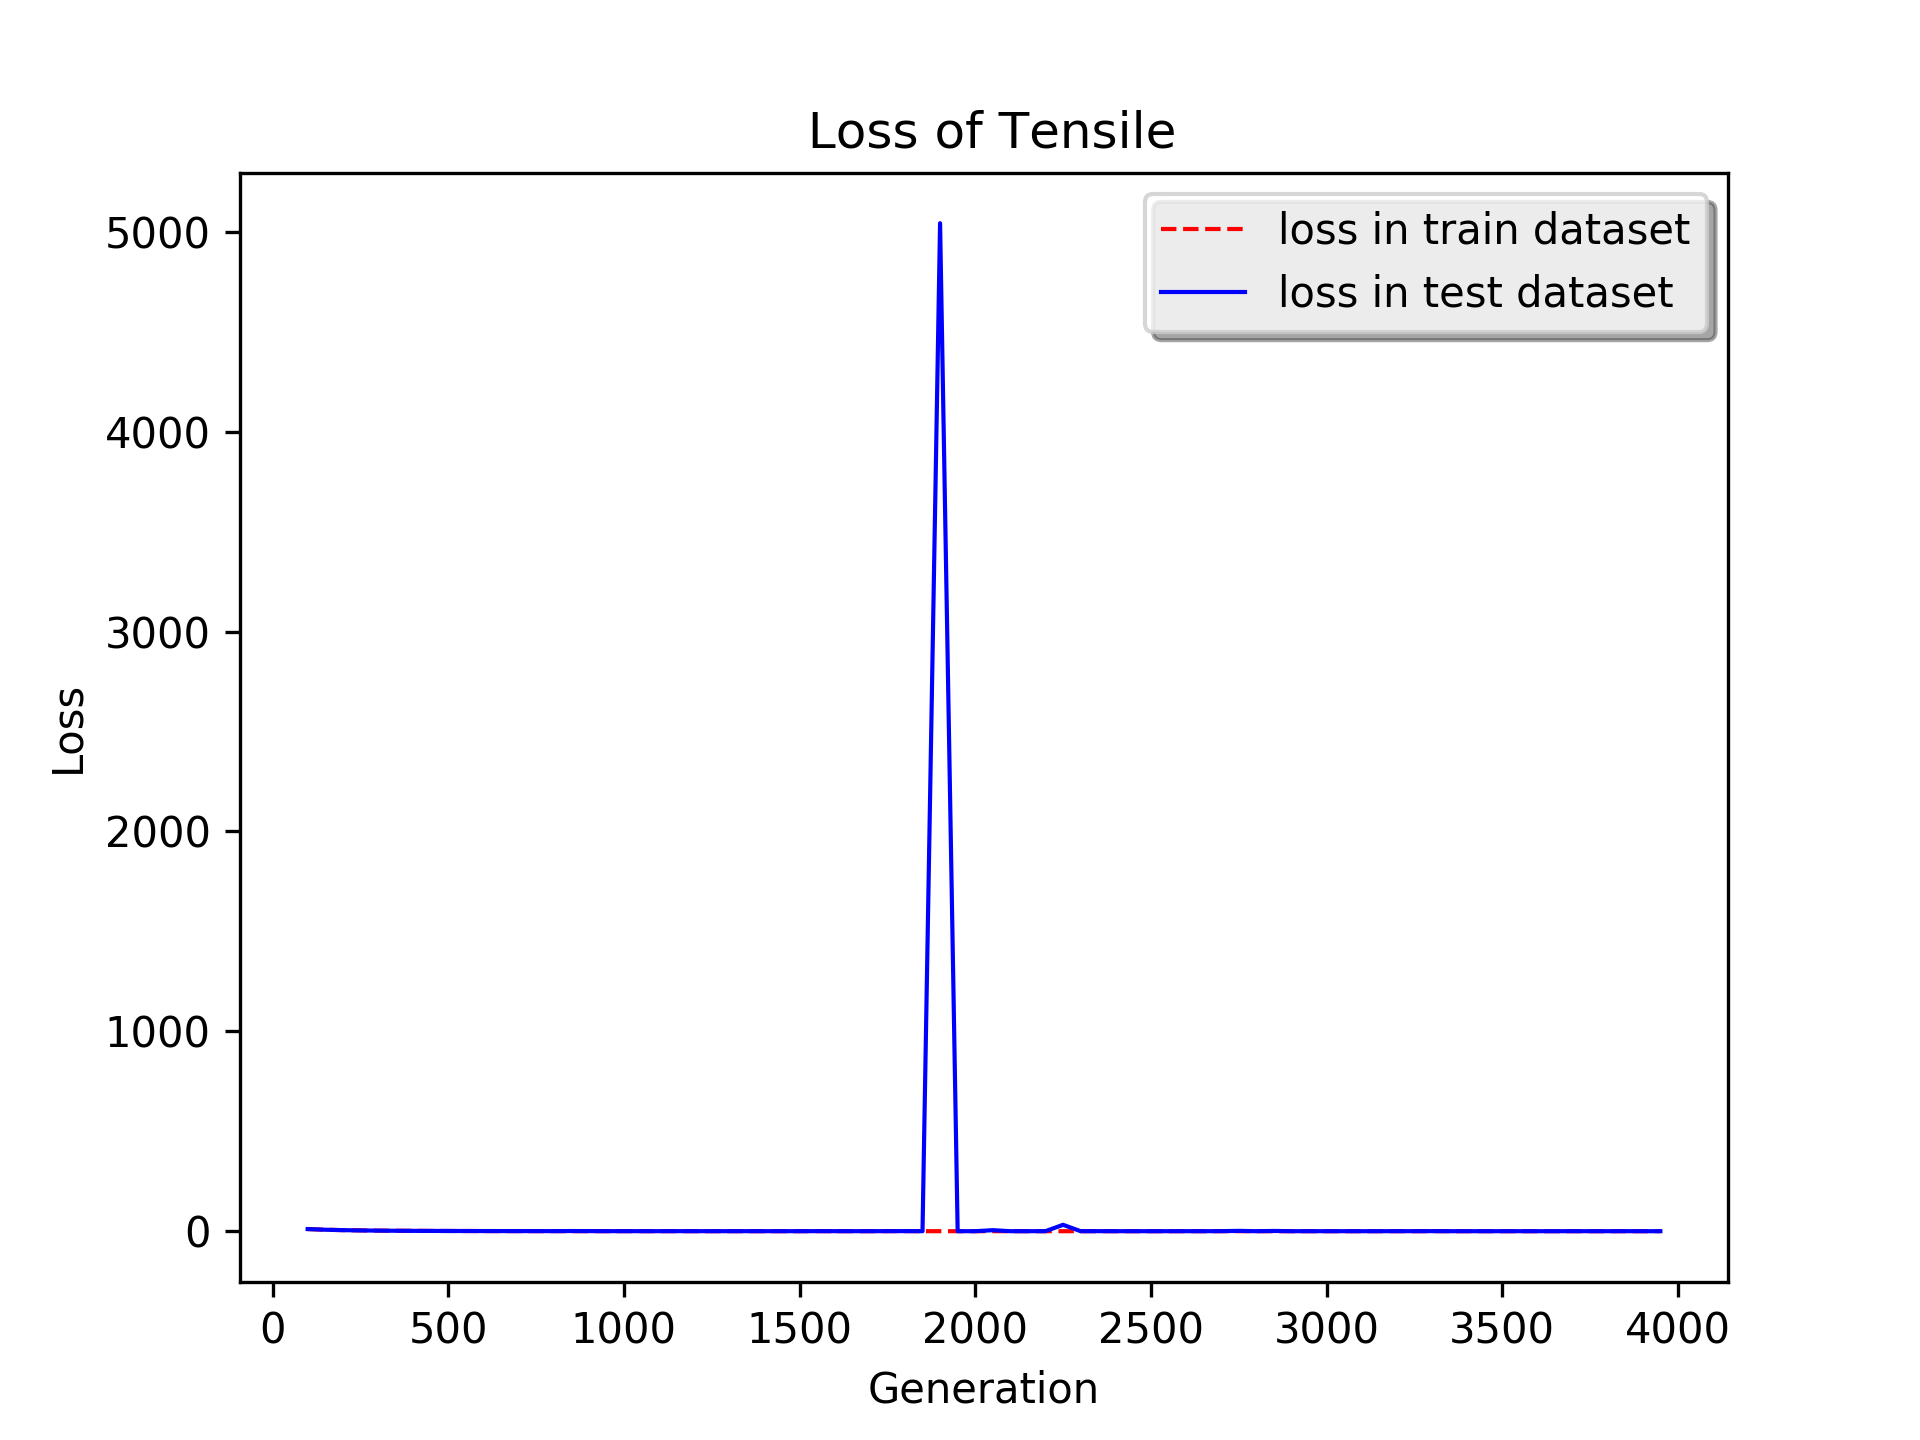 Loss of Tensile
loss in train dataset
loss in test dataset
5000
4000
3000
2000
1000
0
Loss
0 500 1000 1500 2000 2500 3000 3500 4000
Generation